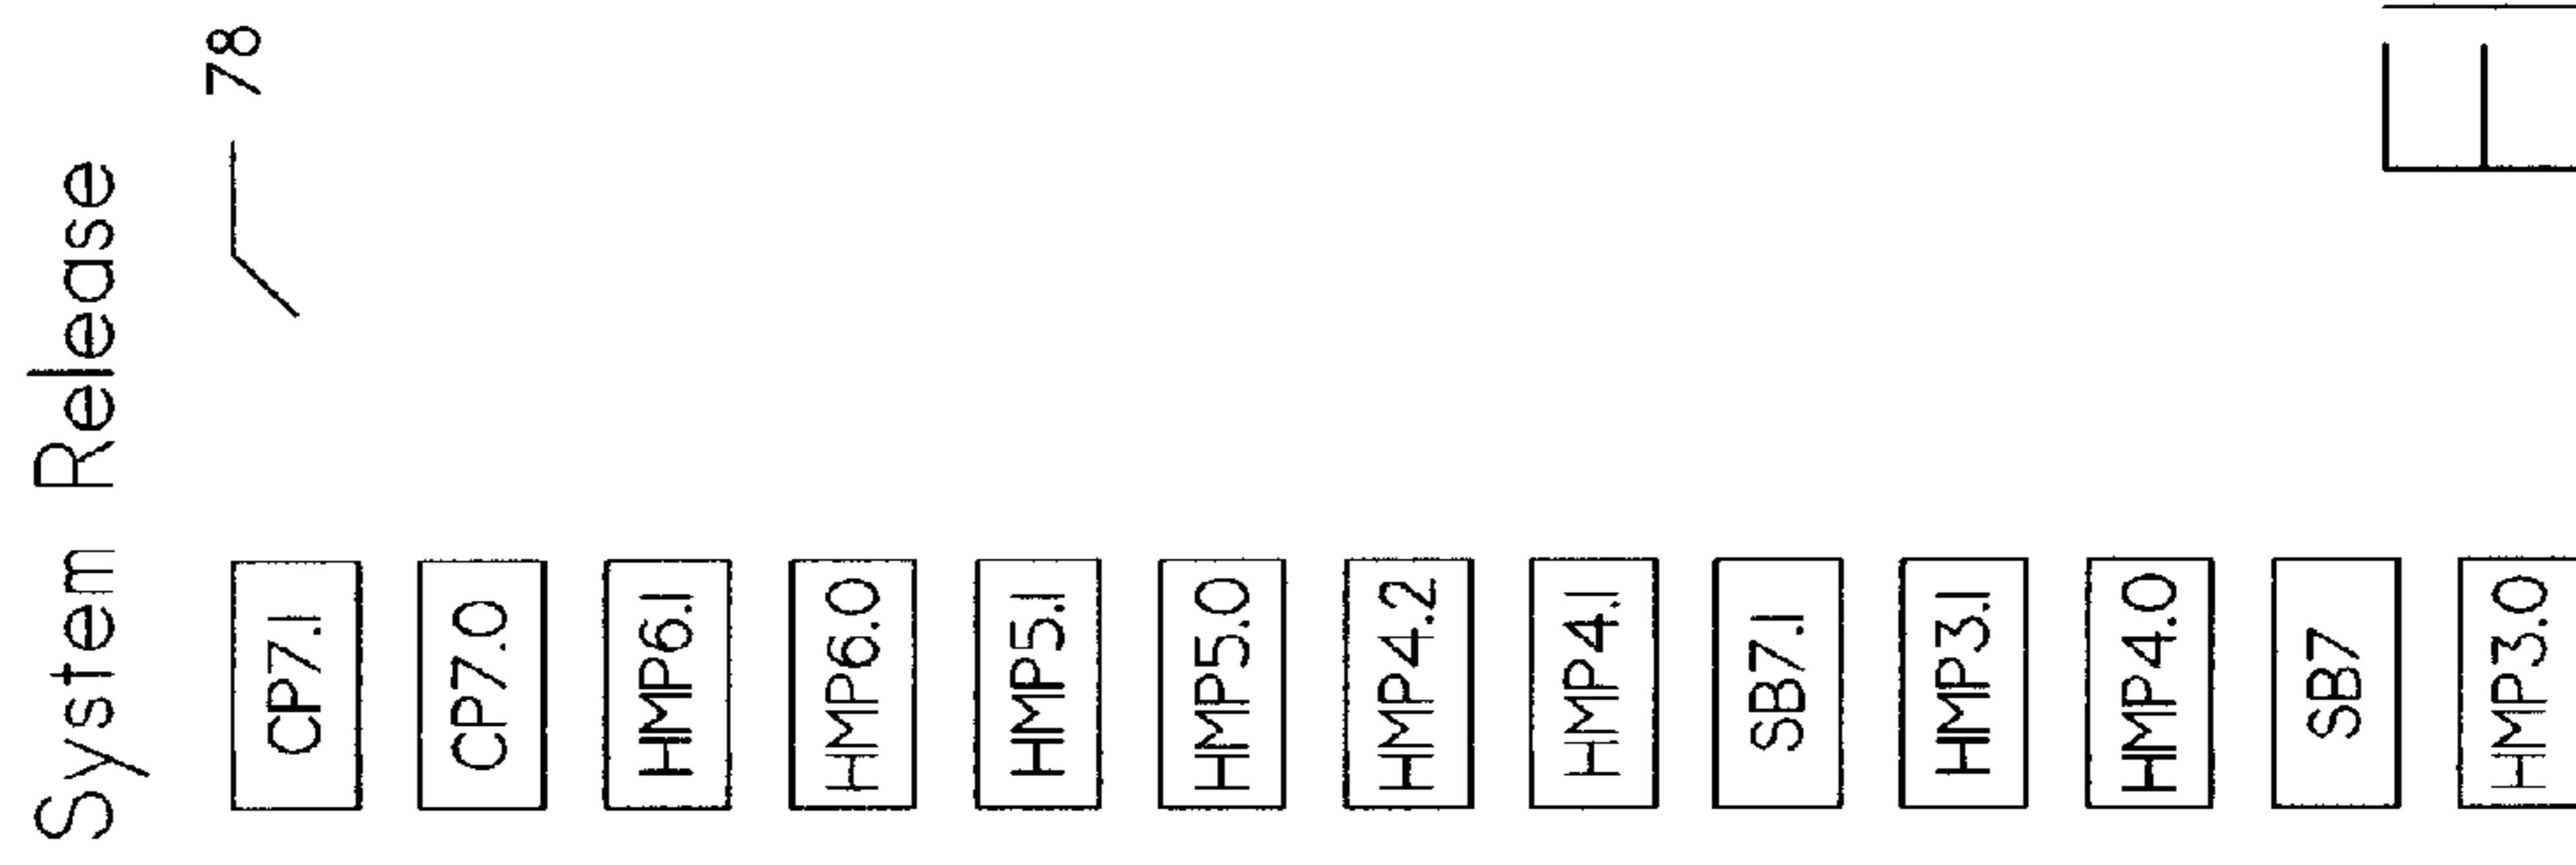 System Release
78
CP7.1
CP7.0
HMP6.1
HMP6.0
HMP5.1
HMP5.0
HMP4.2
HMP4.1
SB7.1
HMP3.1
HMP4.0
SB7
HMP3.0